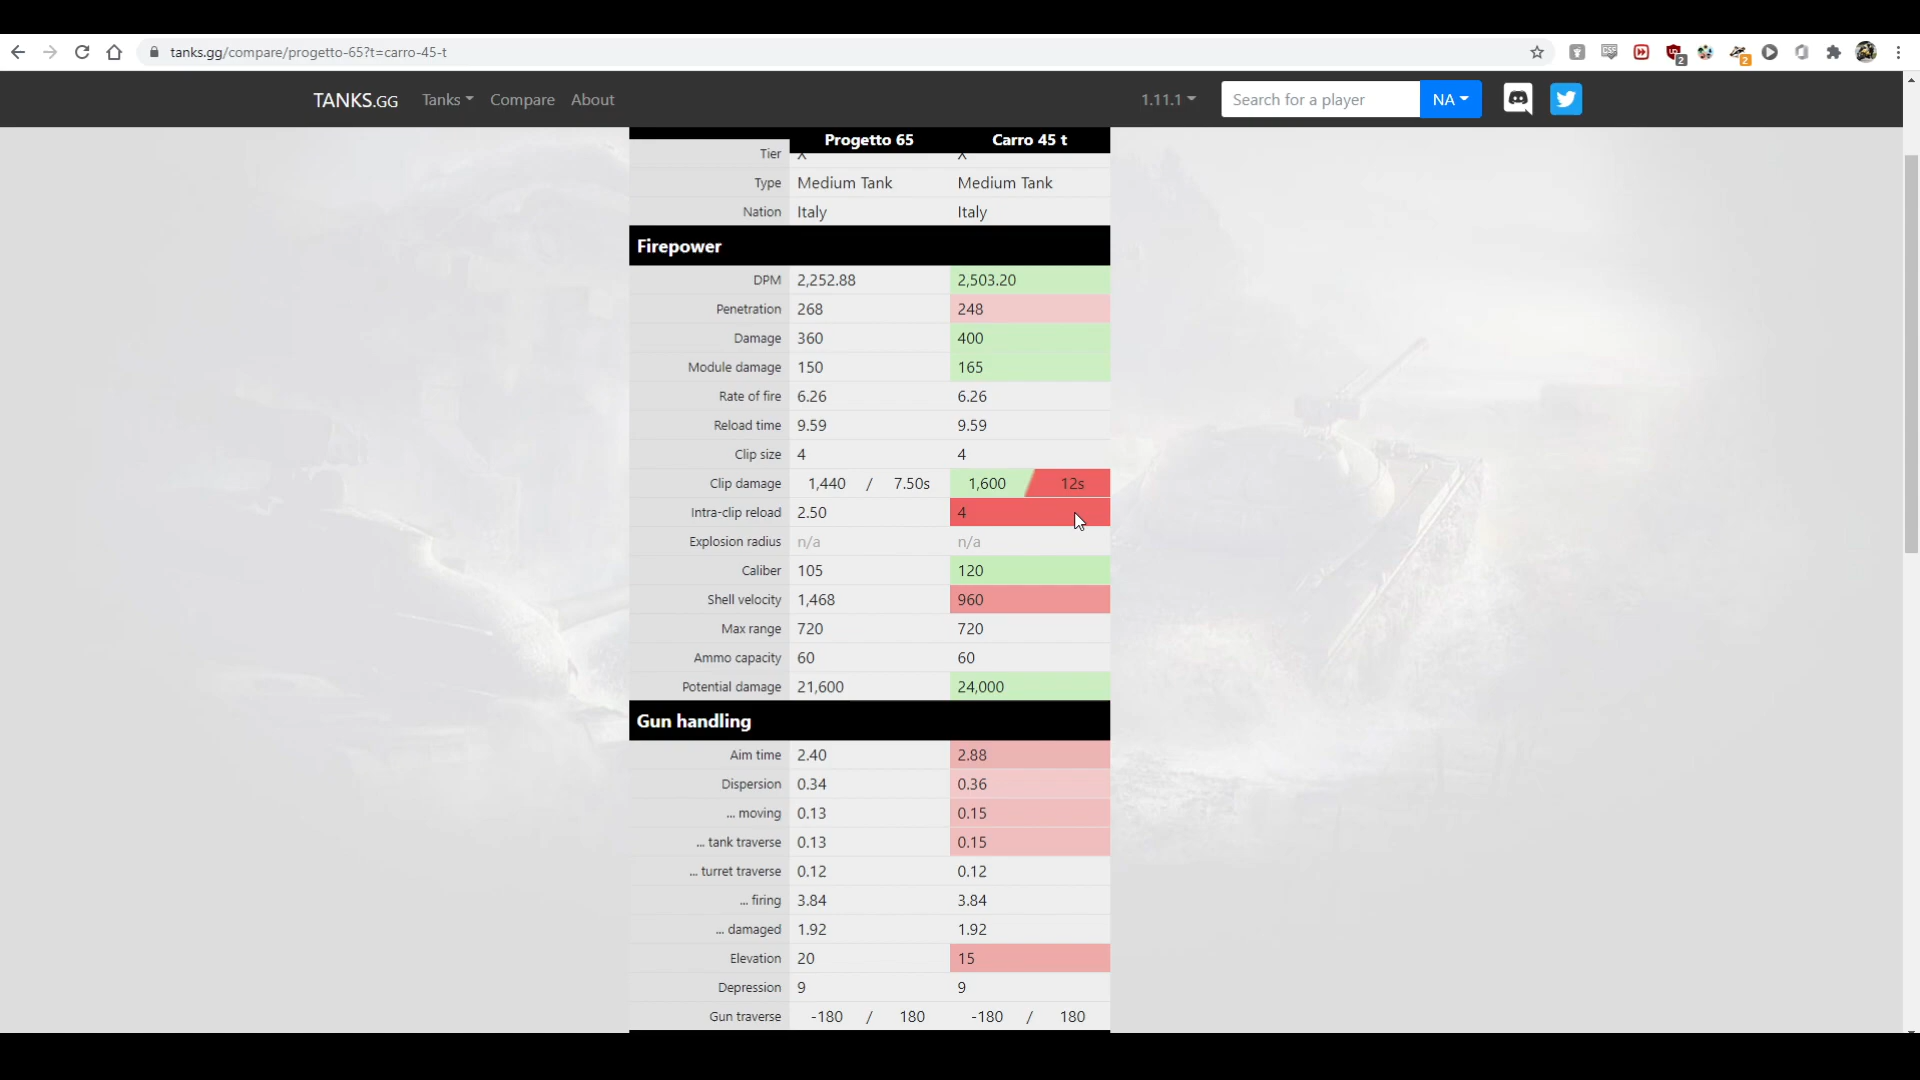 tanks.gg/compare/progetto-65?t=carro-45-t
TANKS.GG Tanks Compare About 1.11.1 Search for a player NA
Progetto 65 Carro 45 t
Tier X X
Type Medium Tank Medium Tank
Nation Italy Italy
Firepower
DPM 2,252.88 2,503.20
Penetration 268 248
Damage 360 400
Module damage 150 165
Rate of fire 6.26 6.26
Reload time 9.59 9.59
Clip size 4 4
Clip damage 1,440 / 7.50s 1,600 12s
Intra-clip reload 2.50 4
Explosion radius n/a n/a
Caliber 105 120
Shell velocity 1,468 960
Max range 720 720
Ammo capacity 60 60
Potential damage 21,600 24,000
Gun handling
Aim time 2.40 2.88
Dispersion 0.34 0.36
... moving 0.13 0.15
... tank traverse 0.13 0.15
... turret traverse 0.12 0.12
... firing 3.84 3.84
... damaged 1.92 1.92
Elevation 20 15
Depression 9 9
Gun traverse -180 / 180 -180 / 180